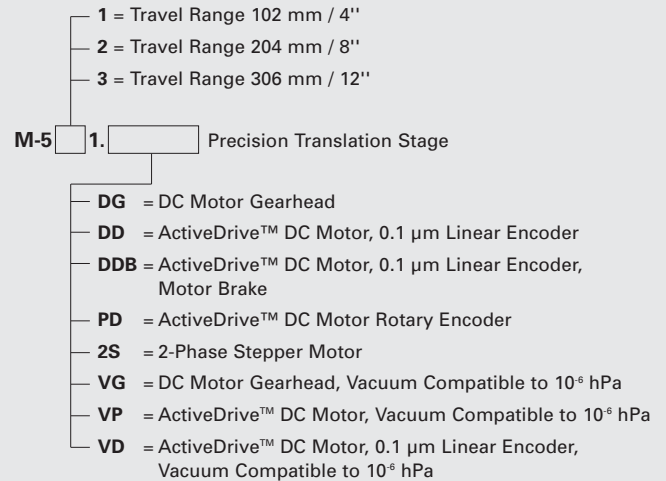 1 = Travel Range 102 mm / 4''
2 = Travel Range 204 mm / 8''
3 = Travel Range 306 mm / 12''
M-5 1. Precision Translation Stage
DG = DC Motor Gearhead
DD = ActiveDrive™ DC Motor, 0.1 µm Linear Encoder
DDB = ActiveDrive™ DC Motor, 0.1 µm Linear Encoder,
Motor Brake
PD = ActiveDrive™ DC Motor Rotary Encoder
2S = 2-Phase Stepper Motor
VG = DC Motor Gearhead, Vacuum Compatible to 10⁻⁶ hPa
VP = ActiveDrive™ DC Motor, Vacuum Compatible to 10⁻⁶ hPa
VD = ActiveDrive™ DC Motor, 0.1 µm Linear Encoder,
Vacuum Compatible to 10⁻⁶ hPa